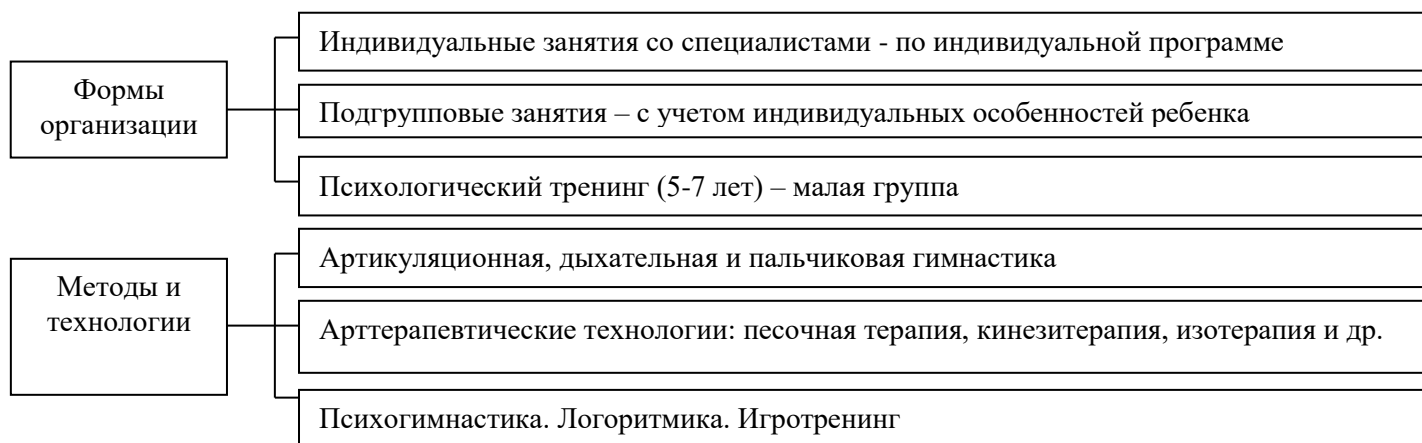 Формы
организации
Индивидуальные занятия со специалистами - по индивидуальной программе
Подгрупповые занятия – с учетом индивидуальных особенностей ребенка
Психологический тренинг (5-7 лет) – малая группа
Методы и
технологии
Артикуляционная, дыхательная и пальчиковая гимнастика
Арттерапевтические технологии: песочная терапия, кинезитерапия, изотерапия и др.
Психогимнастика. Логоритмика. Игротренинг